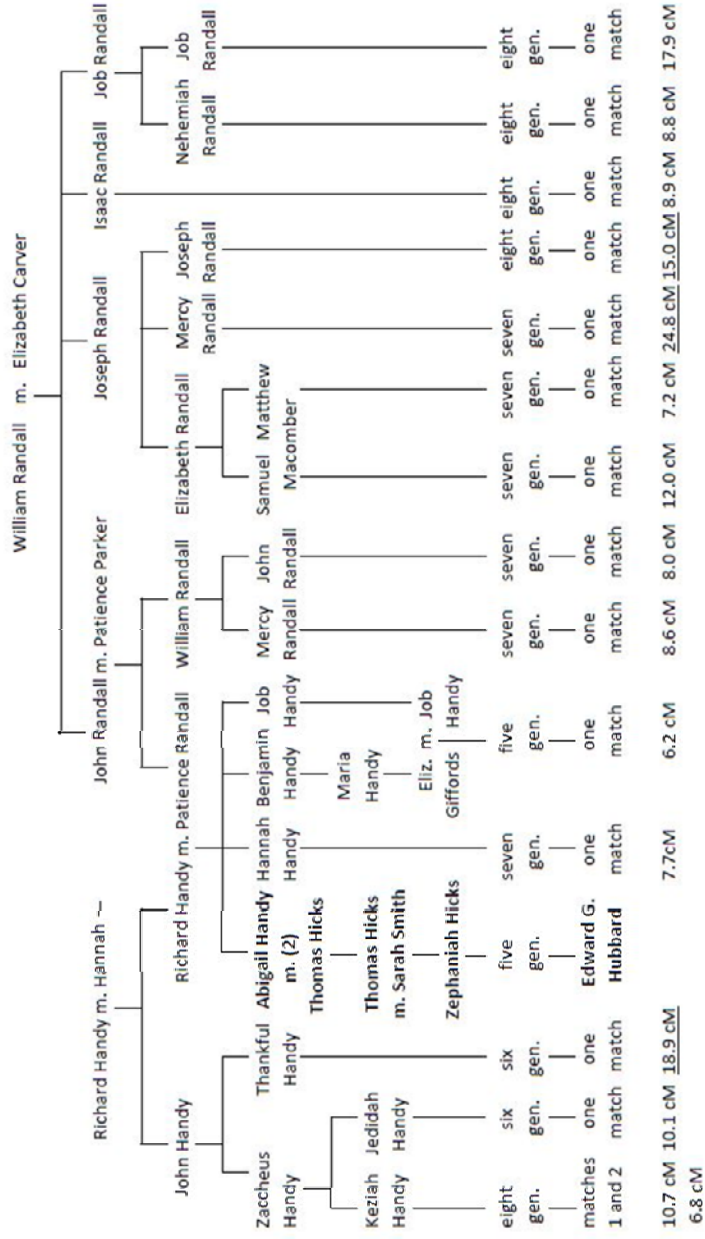 William Randall m. Elizabeth Carver
Richard Handy m. Hannah --
John Randall m. Patience Parker
Joseph Randall
Isaac Randall
Job Randall
John Handy
Richard Handy m. Patience Randall
William Randall
Elizabeth Randall
Mercy Randall
Joseph Randall
Nehemiah Randall
Job Randall
Zaccheus Handy
Thankful Handy
Abigail Handy
m. (2)
Thomas Hicks
Hannah Handy
Benjamin Handy
Job Handy
Mercy Randall
John Randall
Samuel Matthew
Macomber
Keziah Handy
Jedidah Handy
Thomas Hicks
m. Sarah Smith
Maria Handy
Zephaniah Hicks
Eliz. m. Job
Giffords Handy
eight six six five seven five seven seven seven seven seven eight eight eight eight
gen. gen. gen. gen. gen. gen. gen. gen. gen. gen. gen. gen. gen. gen. gen.
matches one one Edward G. one one one one one one one one one one one
1 and 2 match match Hubbard match match match match match match match match match match match
10.7 cM 10.1 cM 18.9 cM 7.7cM 6.2 cM 8.6 cM 8.0 cM 12.0 cM 7.2 cM 24.8 cM 15.0 cM 8.9 cM 8.8 cM 17.9 cM
6.8 cM